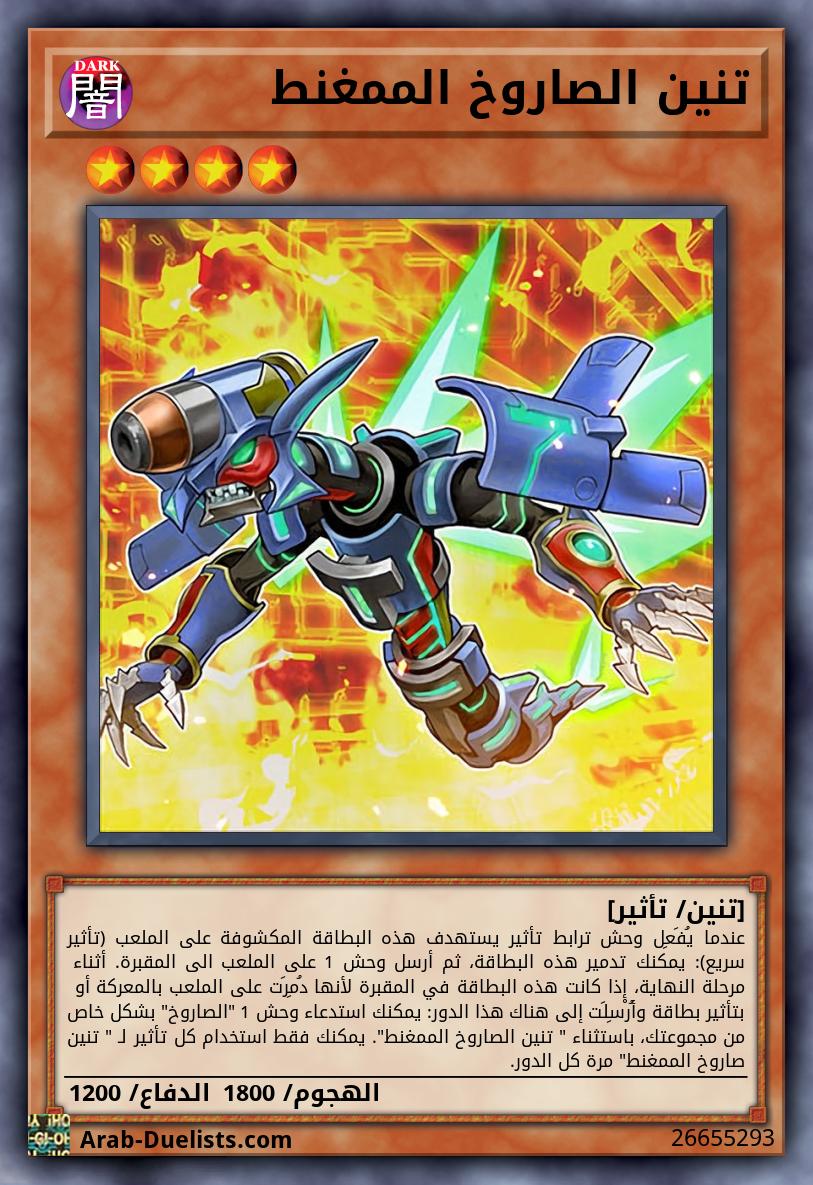 تنين الصاروخ الممغنط
DARK
闇
[تنين/ تأثير]
عندما يُفعَل وحش ترابط تأثير يستهدف هذه البطاقة المكشوفة على الملعب (تأثير
سريع): يمكنك تدمير هذه البطاقة، ثم أرسل وحش 1 على الملعب الى المقبرة. أثناء
مرحلة النهاية، إذا كانت هذه البطاقة في المقبرة لأنها دُمِرَت على الملعب بالمعركة أو
بتأثير بطاقة وأُرْسِلَت إلى هناك هذا الدور: يمكنك استدعاء وحش 1 "الصاروخ" بشكل خاص
من مجموعتك، باستثناء " تنين الصاروخ الممغنط". يمكنك فقط استخدام كل تأثير لـ " تنين
صاروخ الممغنط" مرة كل الدور.
الهجوم/ 1800 الدفاع/ 1200
Arab-Duelists.com
26655293